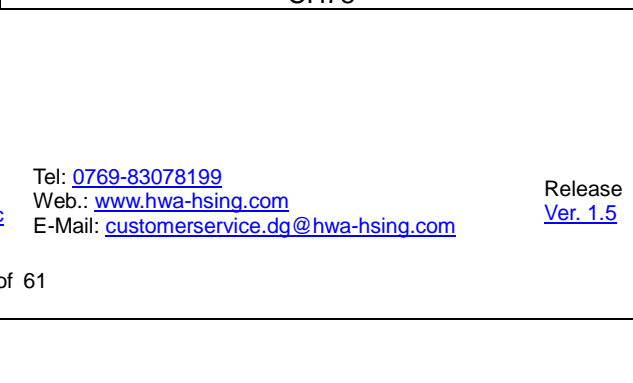 Tel: 0769-83078199
Web.: www.hwa-hsing.com
E-Mail: customerservice.dg@hwa-hsing.com
Release
Ver. 1.5
of 61